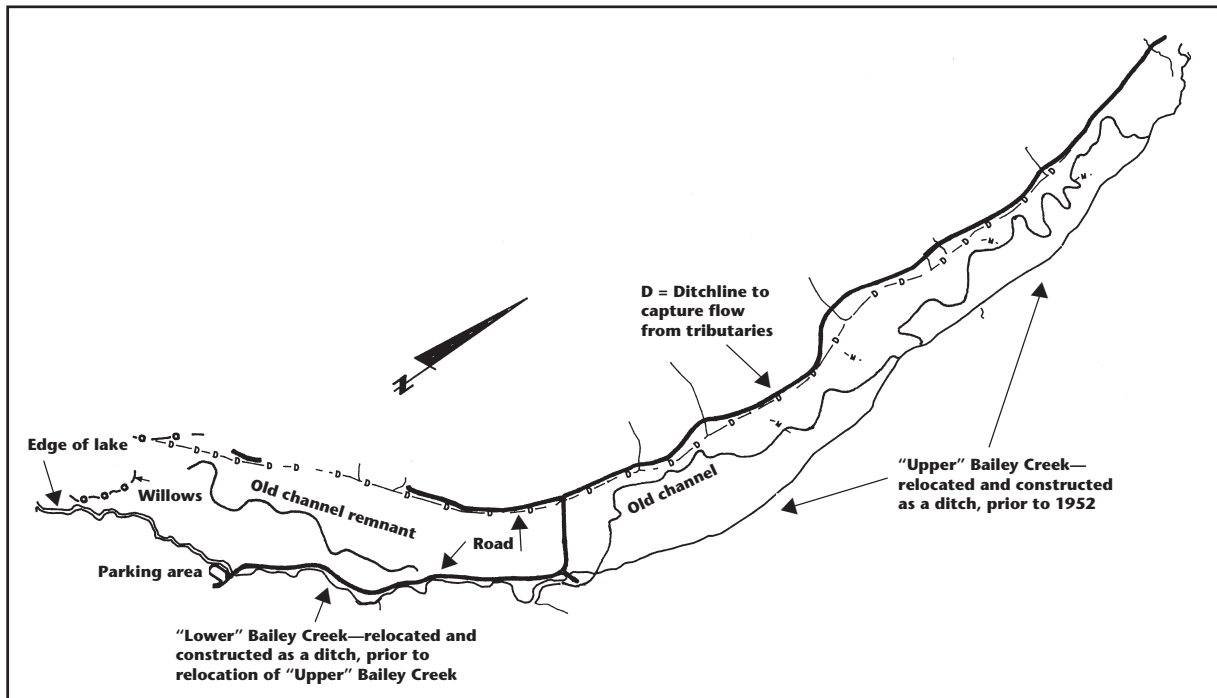 D = Ditchline to
capture flow
from tributaries
N
Edge of lake
Willows
Old channel remnant
Old channel
Road
Parking area
"Upper" Bailey Creek—
relocated and constructed
as a ditch, prior to 1952
"Lower" Bailey Creek—relocated and
constructed as a ditch, prior to
relocation of "Upper" Bailey Creek